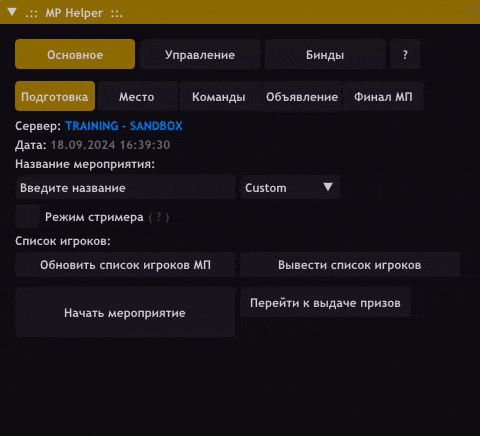 .:: MP Helper ::.
Основное Управление Бинды ?
Подготовка Место Команды Объявление Финал МП
Сервер: TRAINING - SANDBOX
Дата: 18.09.2024 16:39:30
Название мероприятия:
Введите название Custom
Режим стримера ( ? )
Список игроков:
Обновить список игроков МП Вывести список игроков
Начать мероприятие Перейти к выдаче призов